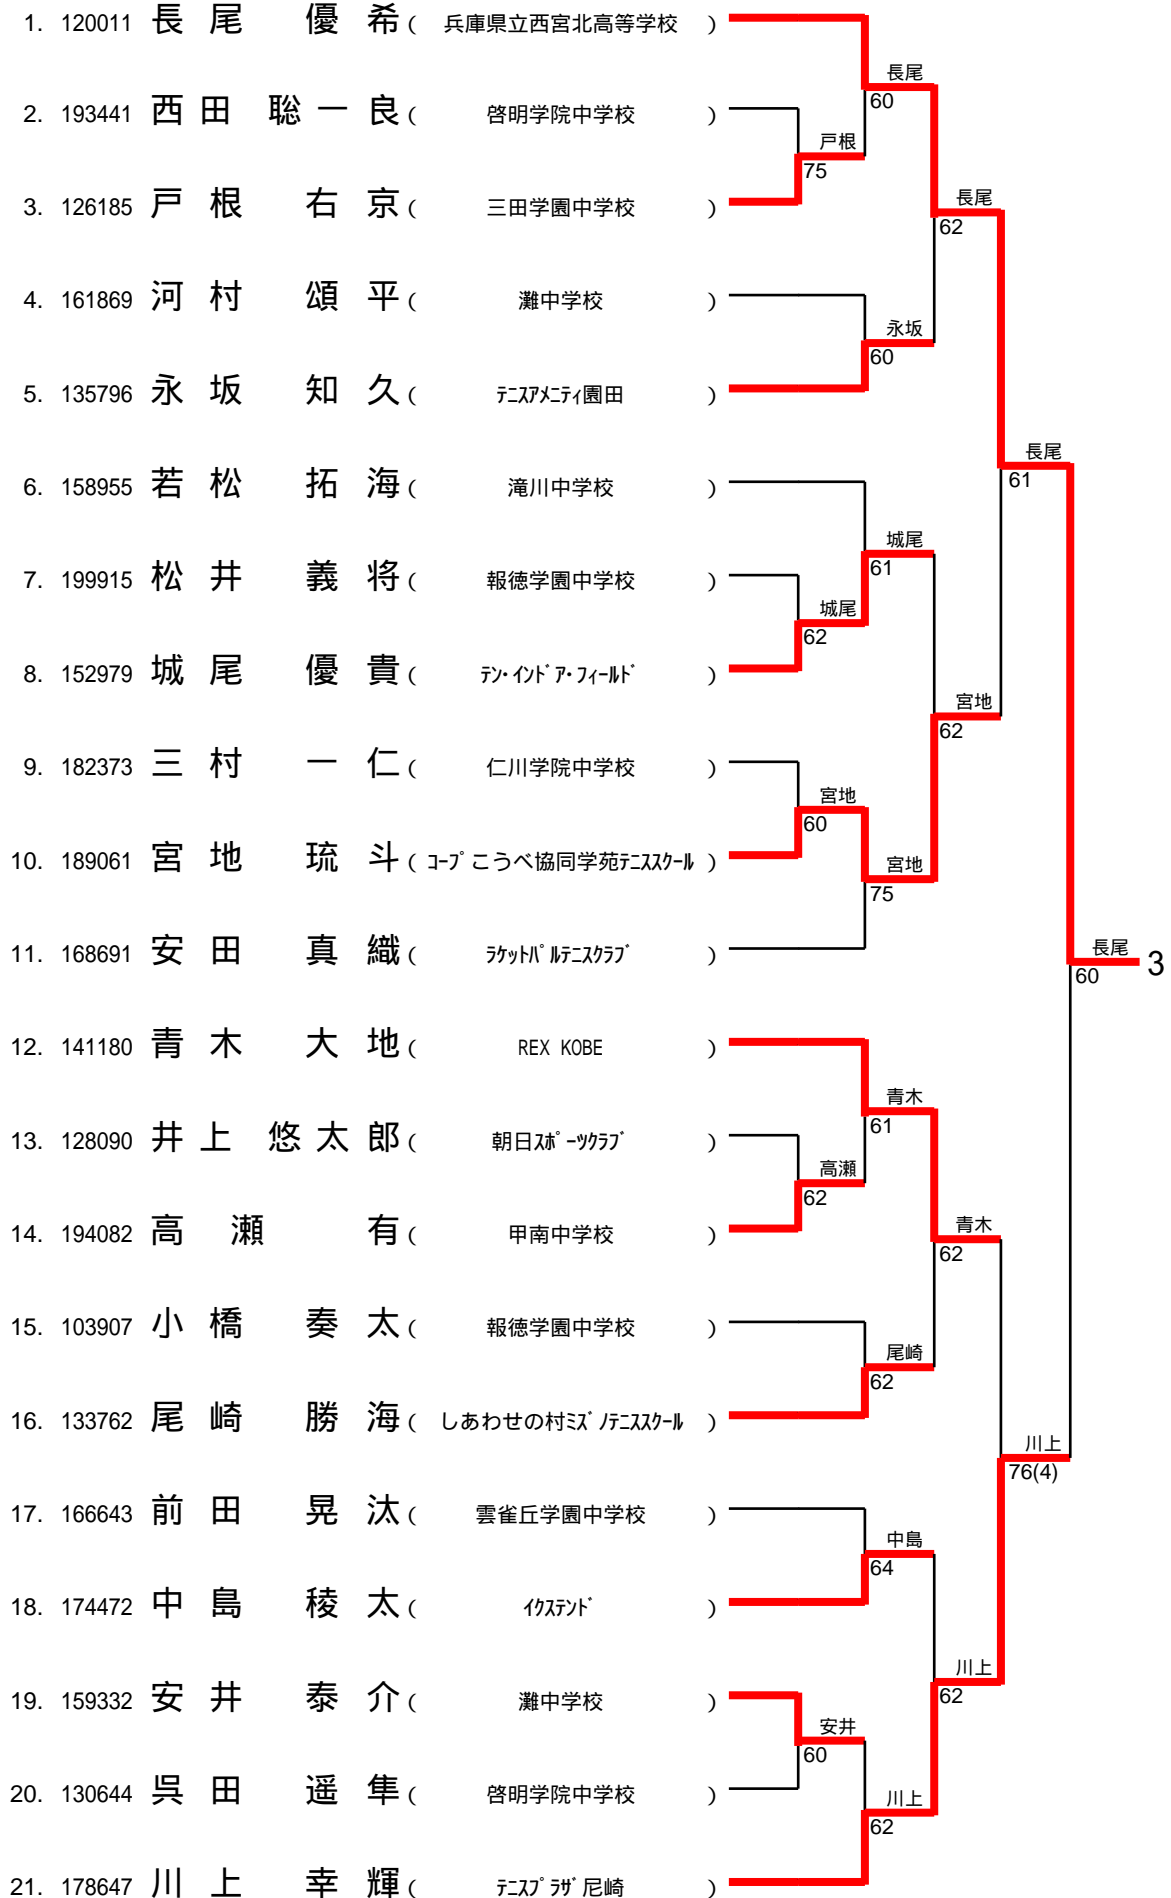 1. 120011 長尾 優希 ( 兵庫県立西宮北高等学校 )
長尾
60
2. 193441 西田 聡一良 ( 啓明学院中学校 )
戸根
75
3. 126185 戸根 右京 ( 三田学園中学校 )
長尾
62
4. 161869 河村 頌平 ( 灘中学校 )
永坂
60
5. 135796 永坂 知久 ( テニスアメニティ園田 )
長尾
61
6. 158955 若松 拓海 ( 滝川中学校 )
城尾
61
7. 199915 松井 義将 ( 報徳学園中学校 )
城尾
62
8. 152979 城尾 優貴 ( テン・インドア・フィールド )
宮地
62
9. 182373 三村 一仁 ( 仁川学院中学校 )
宮地
60
10. 189061 宮地 琉斗 ( コープこうべ協同学苑テニススクール )
宮地
75
11. 168691 安田 真織 ( ラケットパルテニスクラブ )
長尾 3
60
12. 141180 青木 大地 ( REX KOBE )
青木
61
13. 128090 井上 悠太郎 ( 朝日スポーツクラブ )
高瀬
62
14. 194082 高瀬 有 ( 甲南中学校 )
青木
62
15. 103907 小橋 奏太 ( 報徳学園中学校 )
尾崎
62
16. 133762 尾崎 勝海 ( しあわせの村ミズノテニススクール )
川上
76(4)
17. 166643 前田 晃汰 ( 雲雀丘学園中学校 )
中島
64
18. 174472 中島 稜太 ( イクステンド )
川上
62
19. 159332 安井 泰介 ( 灘中学校 )
安井
60
20. 130644 呉田 遥隼 ( 啓明学院中学校 )
川上
62
21. 178647 川上 幸輝 ( テニスプラザ尼崎 )